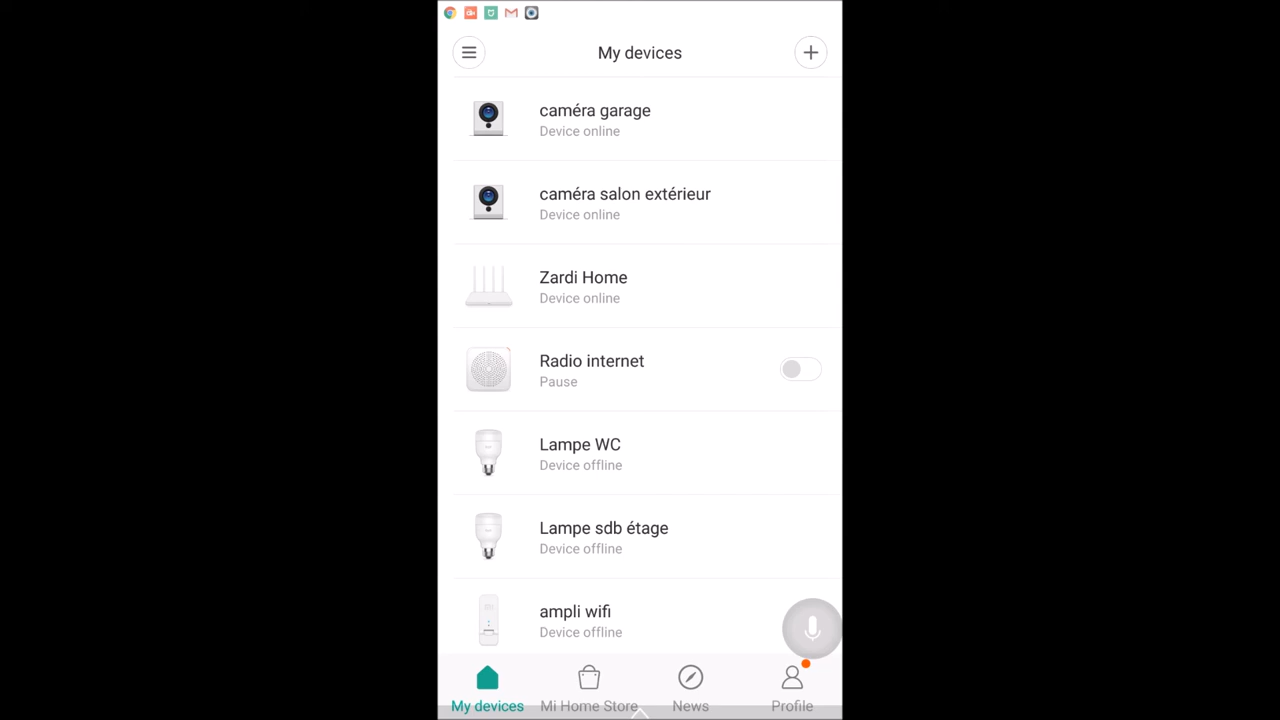 My devices
caméra garage
Device online
caméra salon extérieur
Device online
Zardi Home
Device online
Radio internet
Pause
Lampe WC
Device offline
Lampe sdb étage
Device offline
ampli wifi
Device offline
My devices
Mi Home Store
News
Profile